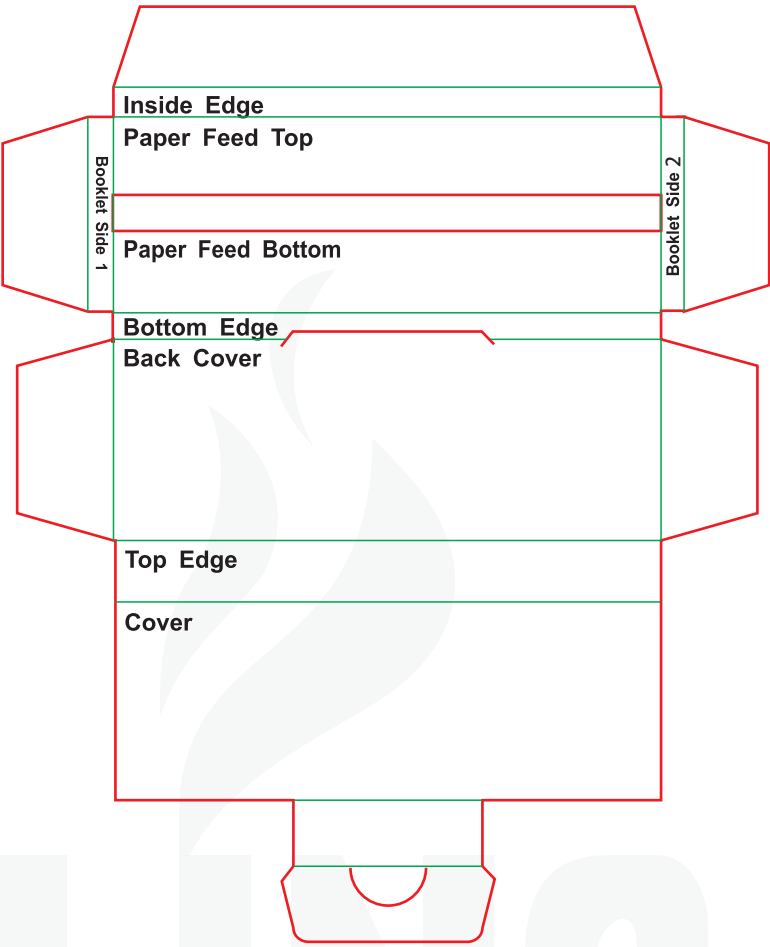 Inside Edge
Paper Feed Top
Booklet Side 1
Booklet Side 2
Paper Feed Bottom
Bottom Edge
Back Cover
Top Edge
Cover